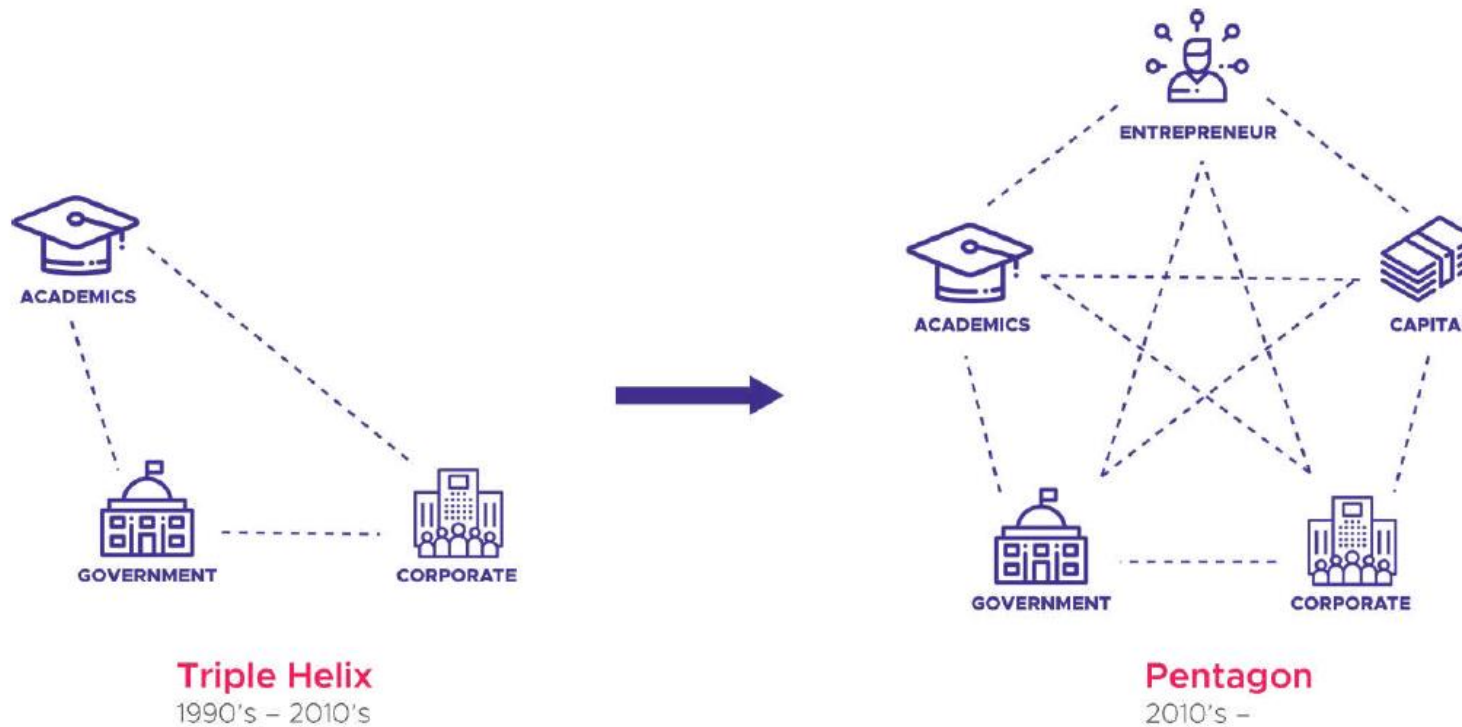 ACADEMICS
GOVERNMENT
CORPORATE
Triple Helix
1990's – 2010's
ENTREPRENEUR
ACADEMICS
CAPITA
GOVERNMENT
CORPORATE
Pentagon
2010's –